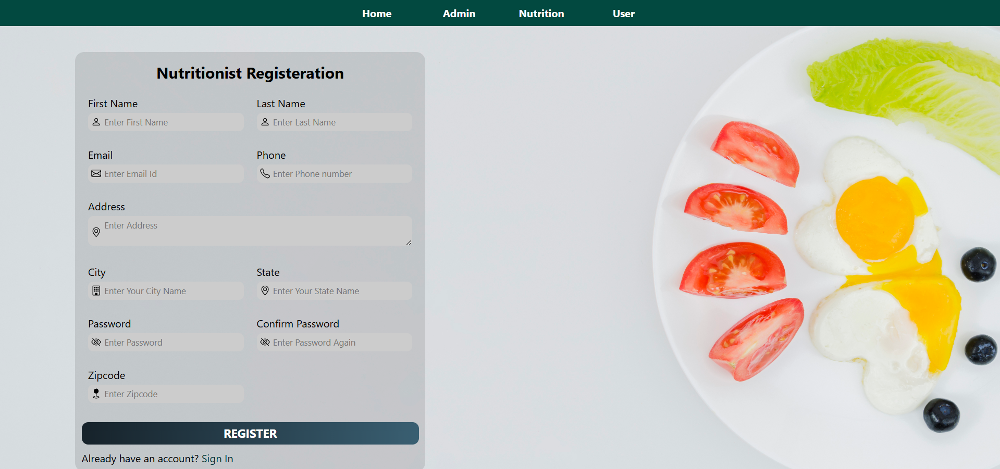 Home Admin Nutrition User
Nutritionist Registeration
First Name Last Name
Enter First Name Enter Last Name
Email Phone
Enter Email Id Enter Phone number
Address
Enter Address
City State
Enter Your City Name Enter Your State Name
Password Confirm Password
Enter Password Enter Password Again
Zipcode
Enter Zipcode
REGISTER
Already have an account? Sign In